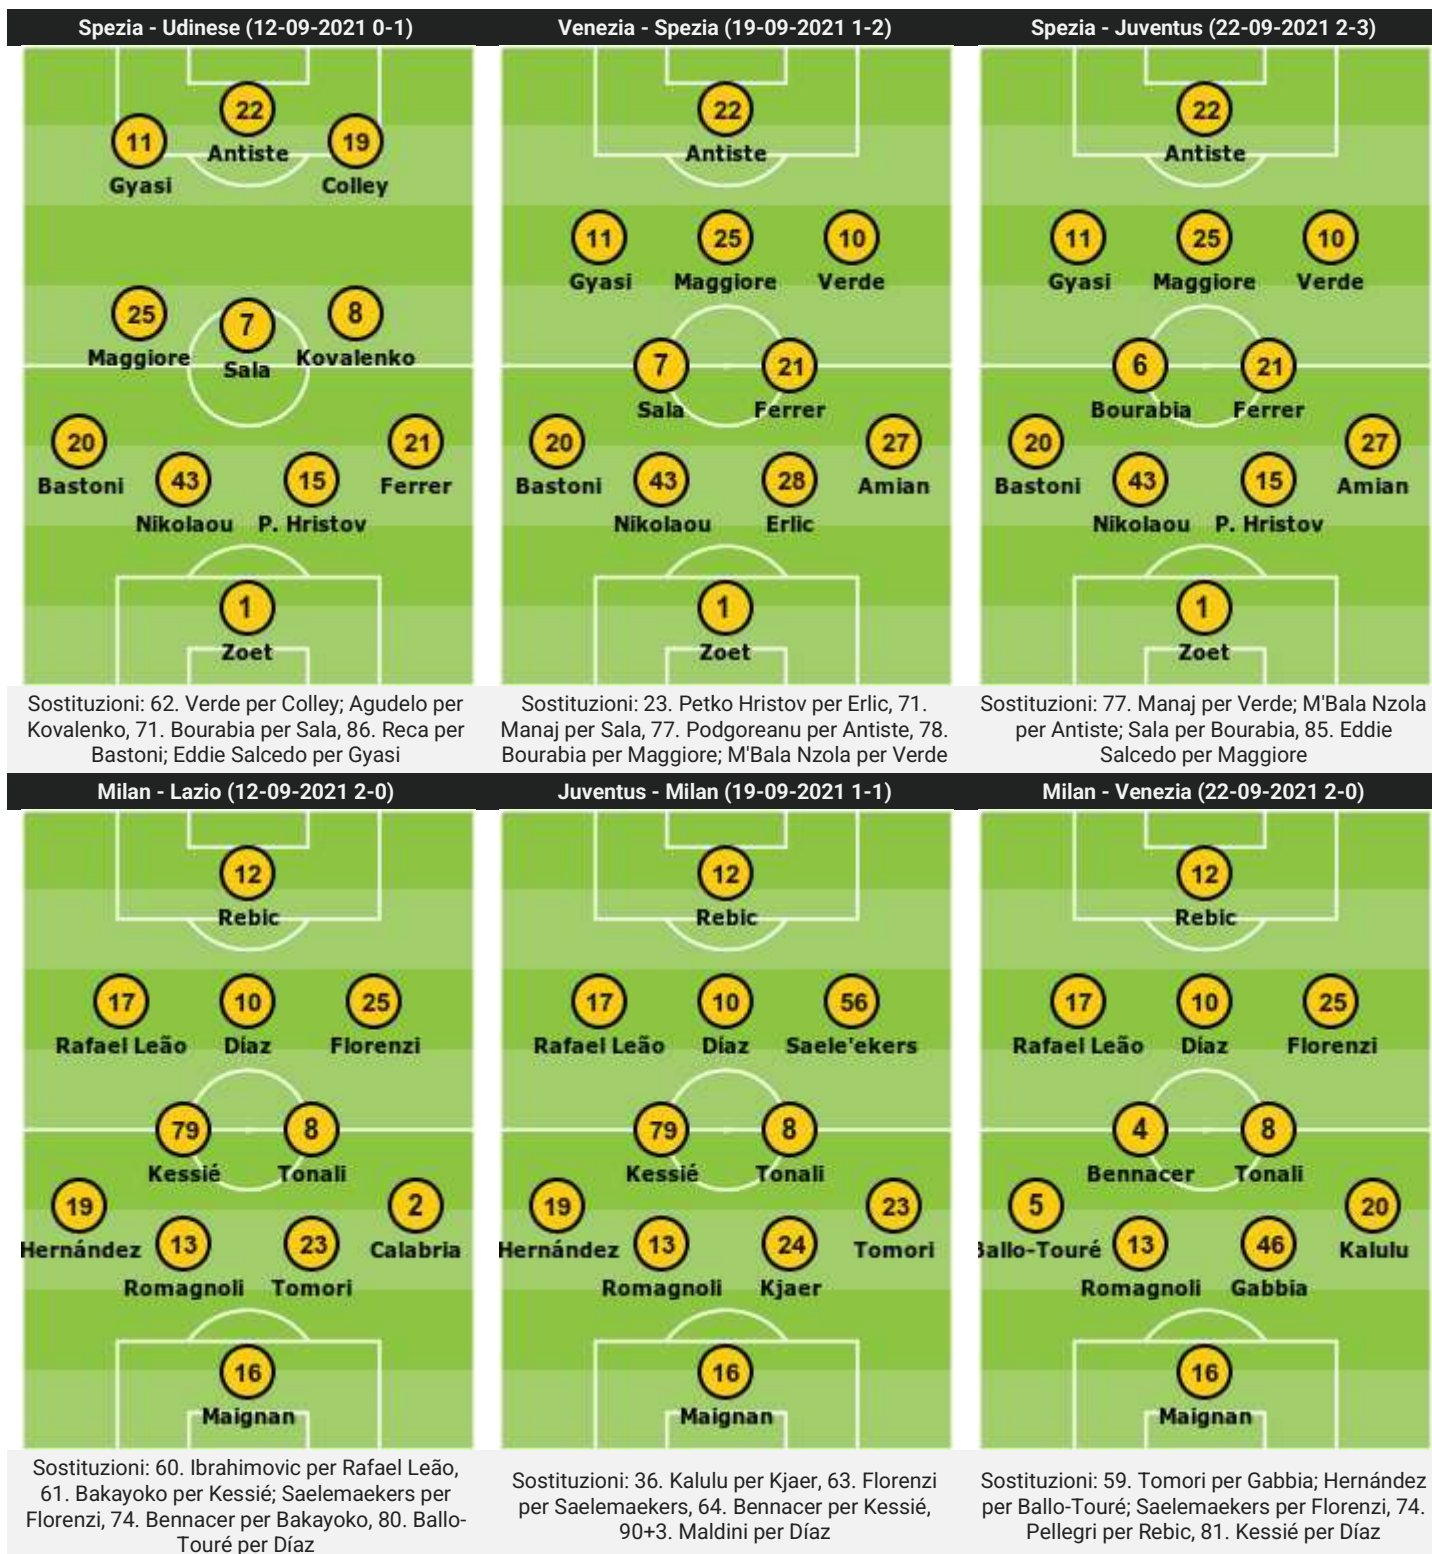 Spezia - Udinese (12-09-2021 0-1)
22
Antiste
11
Gyasi
19
Colley
25
Maggiore
7
Sala
8
Kovalenko
20
Bastoni
43
Nikolaou
15
P. Hristov
21
Ferrer
1
Zoet
Sostituzioni: 62. Verde per Colley; Agudelo per
Kovalenko, 71. Bourabia per Sala, 86. Reca per
Bastoni; Eddie Salcedo per Gyasi
Venezia - Spezia (19-09-2021 1-2)
22
Antiste
11
Gyasi
25
Maggiore
10
Verde
7
Sala
21
Ferrer
20
Bastoni
43
Nikolaou
28
Erlic
27
Amian
1
Zoet
Sostituzioni: 23. Petko Hristov per Erlic, 71.
Manaj per Sala, 77. Podgoreanu per Antiste, 78.
Bourabia per Maggiore; M'Bala Nzola per Verde
Spezia - Juventus (22-09-2021 2-3)
22
Antiste
11
Gyasi
25
Maggiore
10
Verde
6
Bourabia
21
Ferrer
20
Bastoni
43
Nikolaou
15
P. Hristov
27
Amian
1
Zoet
Sostituzioni: 77. Manaj per Verde; M'Bala Nzola
per Antiste; Sala per Bourabia, 85. Eddie
Salcedo per Maggiore
Milan - Lazio (12-09-2021 2-0)
12
Rebic
17
Rafael Leão
10
Díaz
25
Florenzi
79
Kessié
8
Tonali
19
Hernández
13
Romagnoli
23
Tomori
2
Calabria
16
Maignan
Sostituzioni: 60. Ibrahimovic per Rafael Leão,
61. Bakayoko per Kessié; Saelemaekers per
Florenzi, 74. Bennacer per Bakayoko, 80. Ballo-
Touré per Díaz
Juventus - Milan (19-09-2021 1-1)
12
Rebic
17
Rafael Leão
10
Díaz
56
Saele'ekers
79
Kessié
8
Tonali
19
Hernández
13
Romagnoli
24
Kjaer
23
Tomori
16
Maignan
Sostituzioni: 36. Kalulu per Kjaer, 63. Florenzi
per Saelemaekers, 64. Bennacer per Kessié,
90+3. Maldini per Díaz
Milan - Venezia (22-09-2021 2-0)
12
Rebic
17
Rafael Leão
10
Díaz
25
Florenzi
4
Bennacer
8
Tonali
5
Ballo-Touré
13
Romagnoli
46
Gabbia
20
Kalulu
16
Maignan
Sostituzioni: 59. Tomori per Gabbia; Hernández
per Ballo-Touré; Saelemaekers per Florenzi, 74.
Pellegri per Rebic, 81. Kessié per Díaz